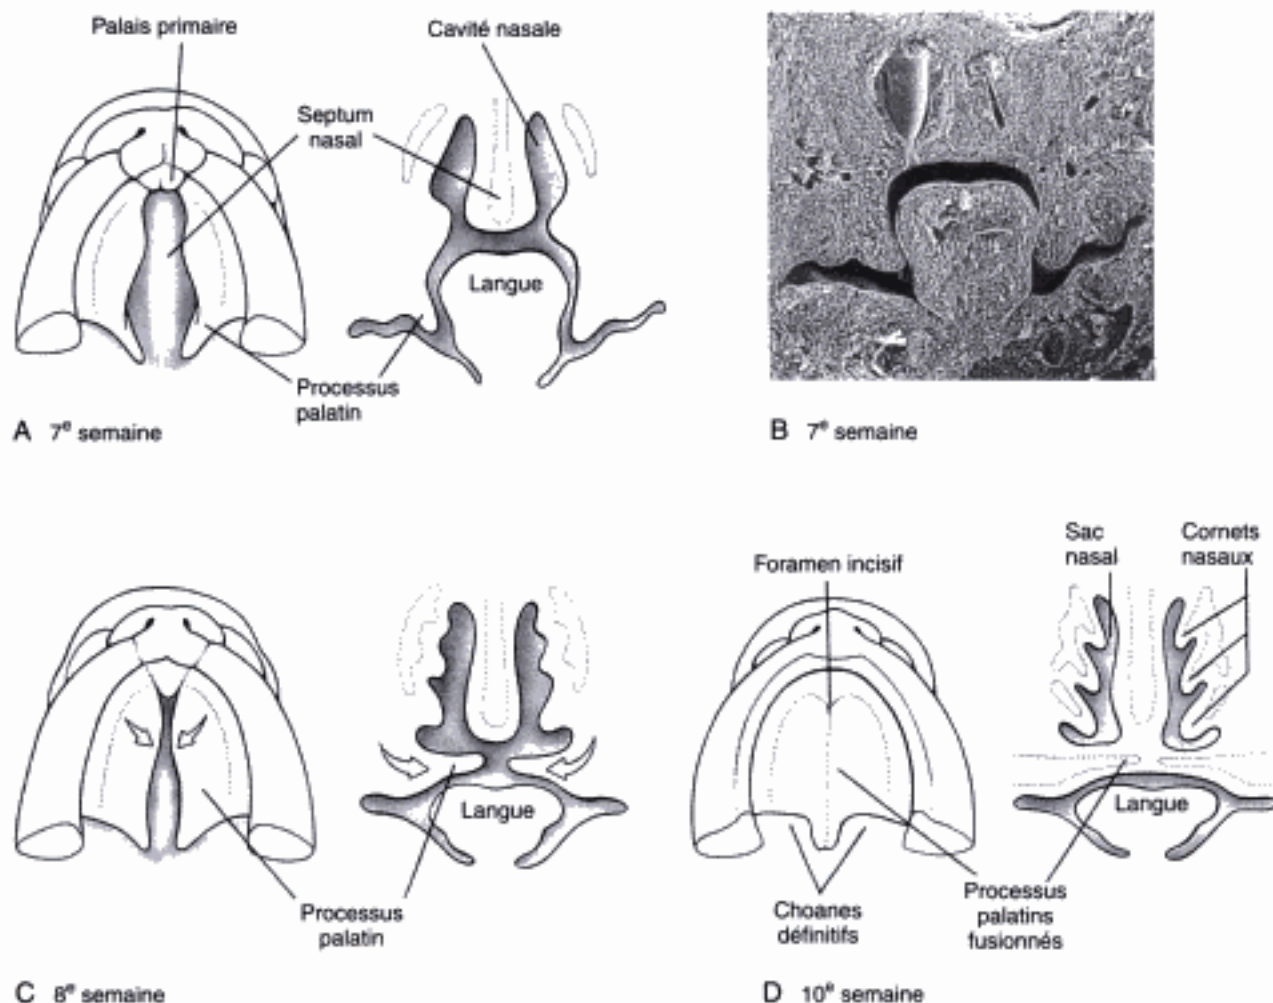 Palais primaire
Cavité nasale
Septum
nasal
Langue
Processus
palatin
A 7e semaine
B 7e semaine
Foramen incisif
Sac
nasal
Cornets
nasaux
Langue
Langue
Processus
palatin
Choanes
définitifs
Processus
palatins
fusionnés
C 8e semaine
D 10e semaine